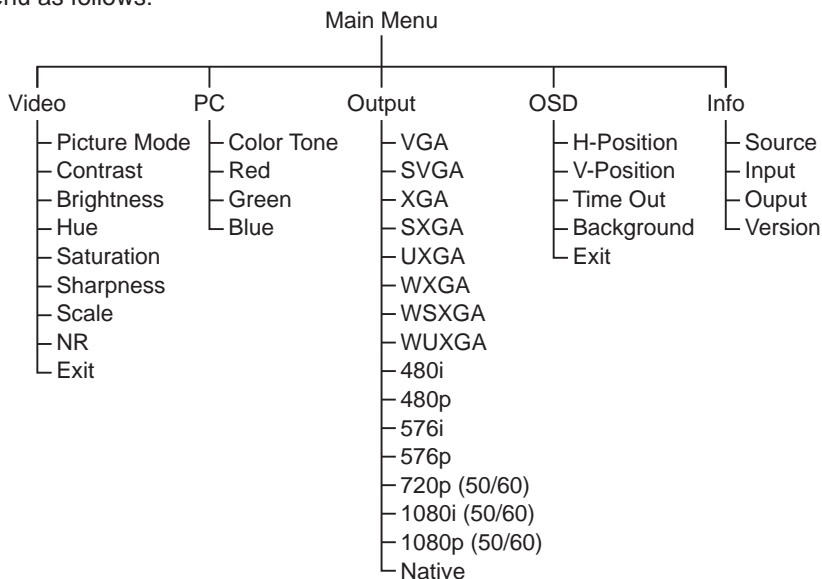 enu as follows:
Main Menu
Video
PC
Output
OSD
Info
Picture Mode
Contrast
Brightness
Hue
Saturation
Sharpness
Scale
NR
Exit
Color Tone
Red
Green
Blue
VGA
SVGA
XGA
SXGA
UXGA
WXGA
WSXGA
WUXGA
480i
480p
576i
576p
720p (50/60)
1080i (50/60)
1080p (50/60)
Native
H-Position
V-Position
Time Out
Background
Exit
Source
Input
Ouput
Version